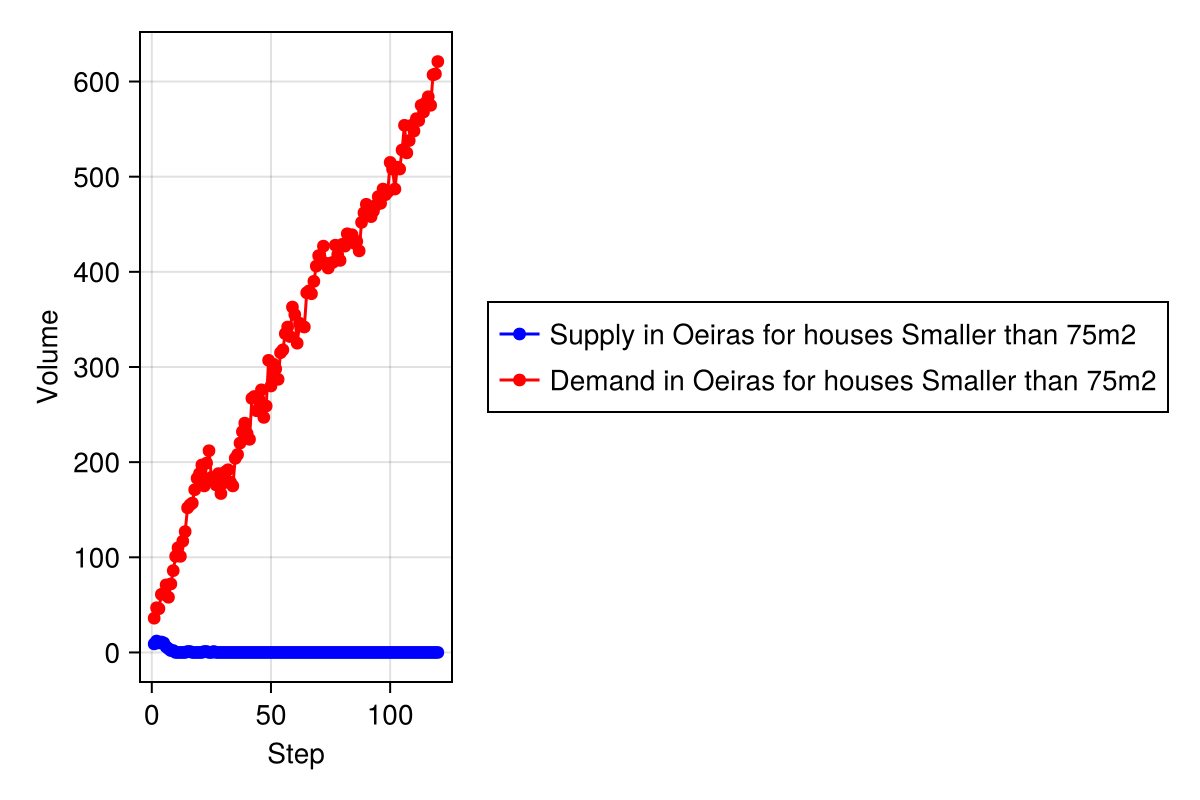 600
500
400
300
200
100
0
Volume
0 50 100
Step
Supply in Oeiras for houses Smaller than 75m2
Demand in Oeiras for houses Smaller than 75m2